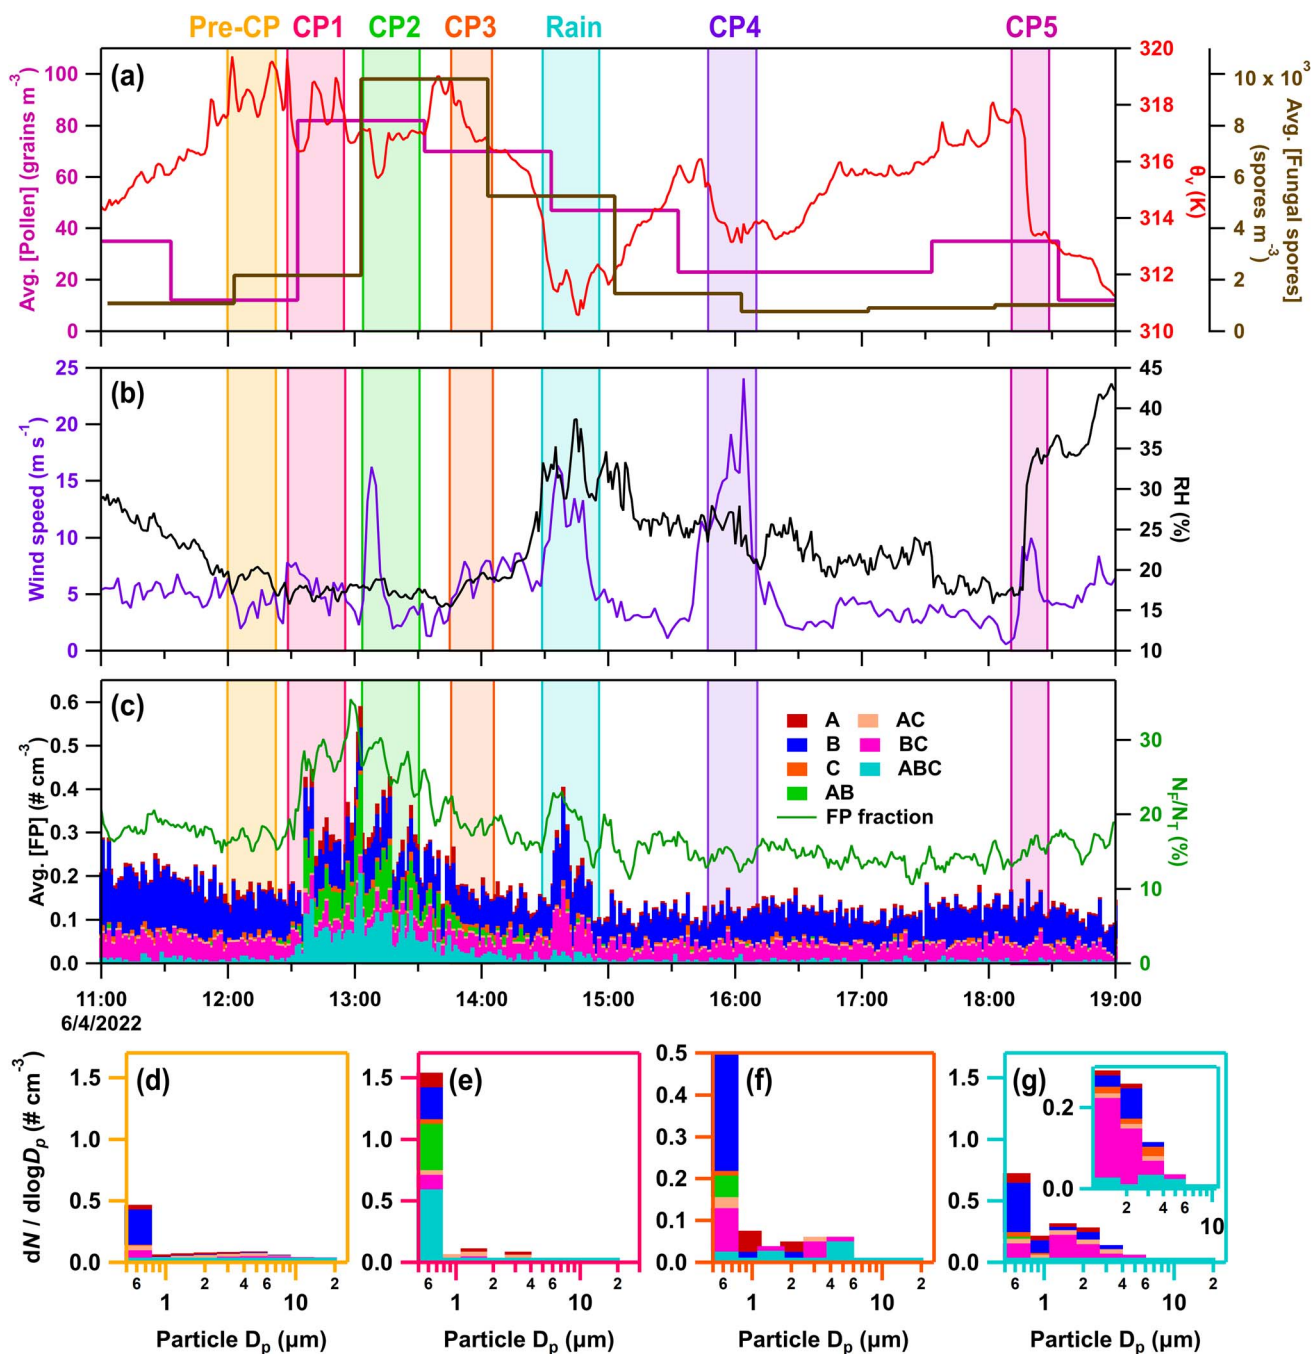 Pre-CP CP1 CP2 CP3 Rain CP4 CP5
(a)
Avg. [Pollen] (grains m⁻³)
100
80
60
40
20
0
320
318
316
314
312
310
θᵥ (K)
10 x 10³
8
6
4
2
0
Avg. [Fungal spores]
(spores m⁻³)
(b)
Wind speed (m s⁻¹)
25
20
15
10
5
0
45
40
35
30
25
20
15
10
RH (%)
(c)
Avg. [FP] (# cm⁻³)
0.6
0.5
0.4
0.3
0.2
0.1
0.0
A AC
B BC
C ABC
AB
FP fraction
30
20
10
0
N_F/N_T (%)
11:00 12:00 13:00 14:00 15:00 16:00 17:00 18:00 19:00
6/4/2022
dN / dlogDₚ (# cm⁻³)
(d)
1.5
1.0
0.5
0.0
6 2 4 6 2
1 10
Particle Dₚ (µm)
(e)
1.5
1.0
0.5
0.0
6 2 4 6 2
1 10
Particle Dₚ (µm)
(f)
0.5
0.4
0.3
0.2
0.1
0.0
6 2 4 6 2
1 10
Particle Dₚ (µm)
(g)
1.5
1.0
0.5
0.0
0.2
0.0
2 4 6
10
6 2 4 6 2
1 10
Particle Dₚ (µm)